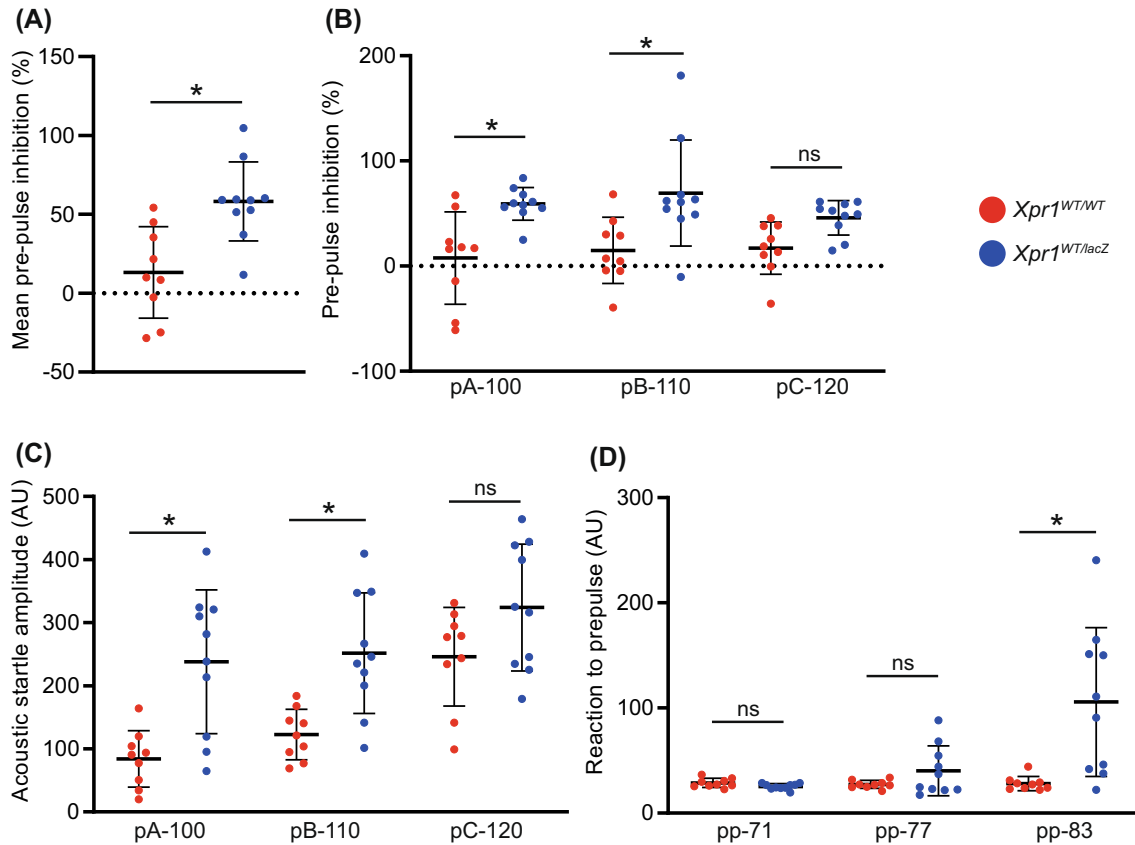 (A)
Mean pre-pulse inhibition (%)
150
100
50
0
-50
*
(B)
Pre-pulse inhibition (%)
200
100
0
-100
*
*
ns
pA-100 pB-110 pC-120
Xpr1WT/WT
Xpr1WT/lacZ
(C)
Acoustic startle amplitude (AU)
500
400
300
200
100
0
*
*
ns
pA-100 pB-110 pC-120
(D)
Reaction to prepulse (AU)
300
200
100
0
ns
ns
*
pp-71 pp-77 pp-83